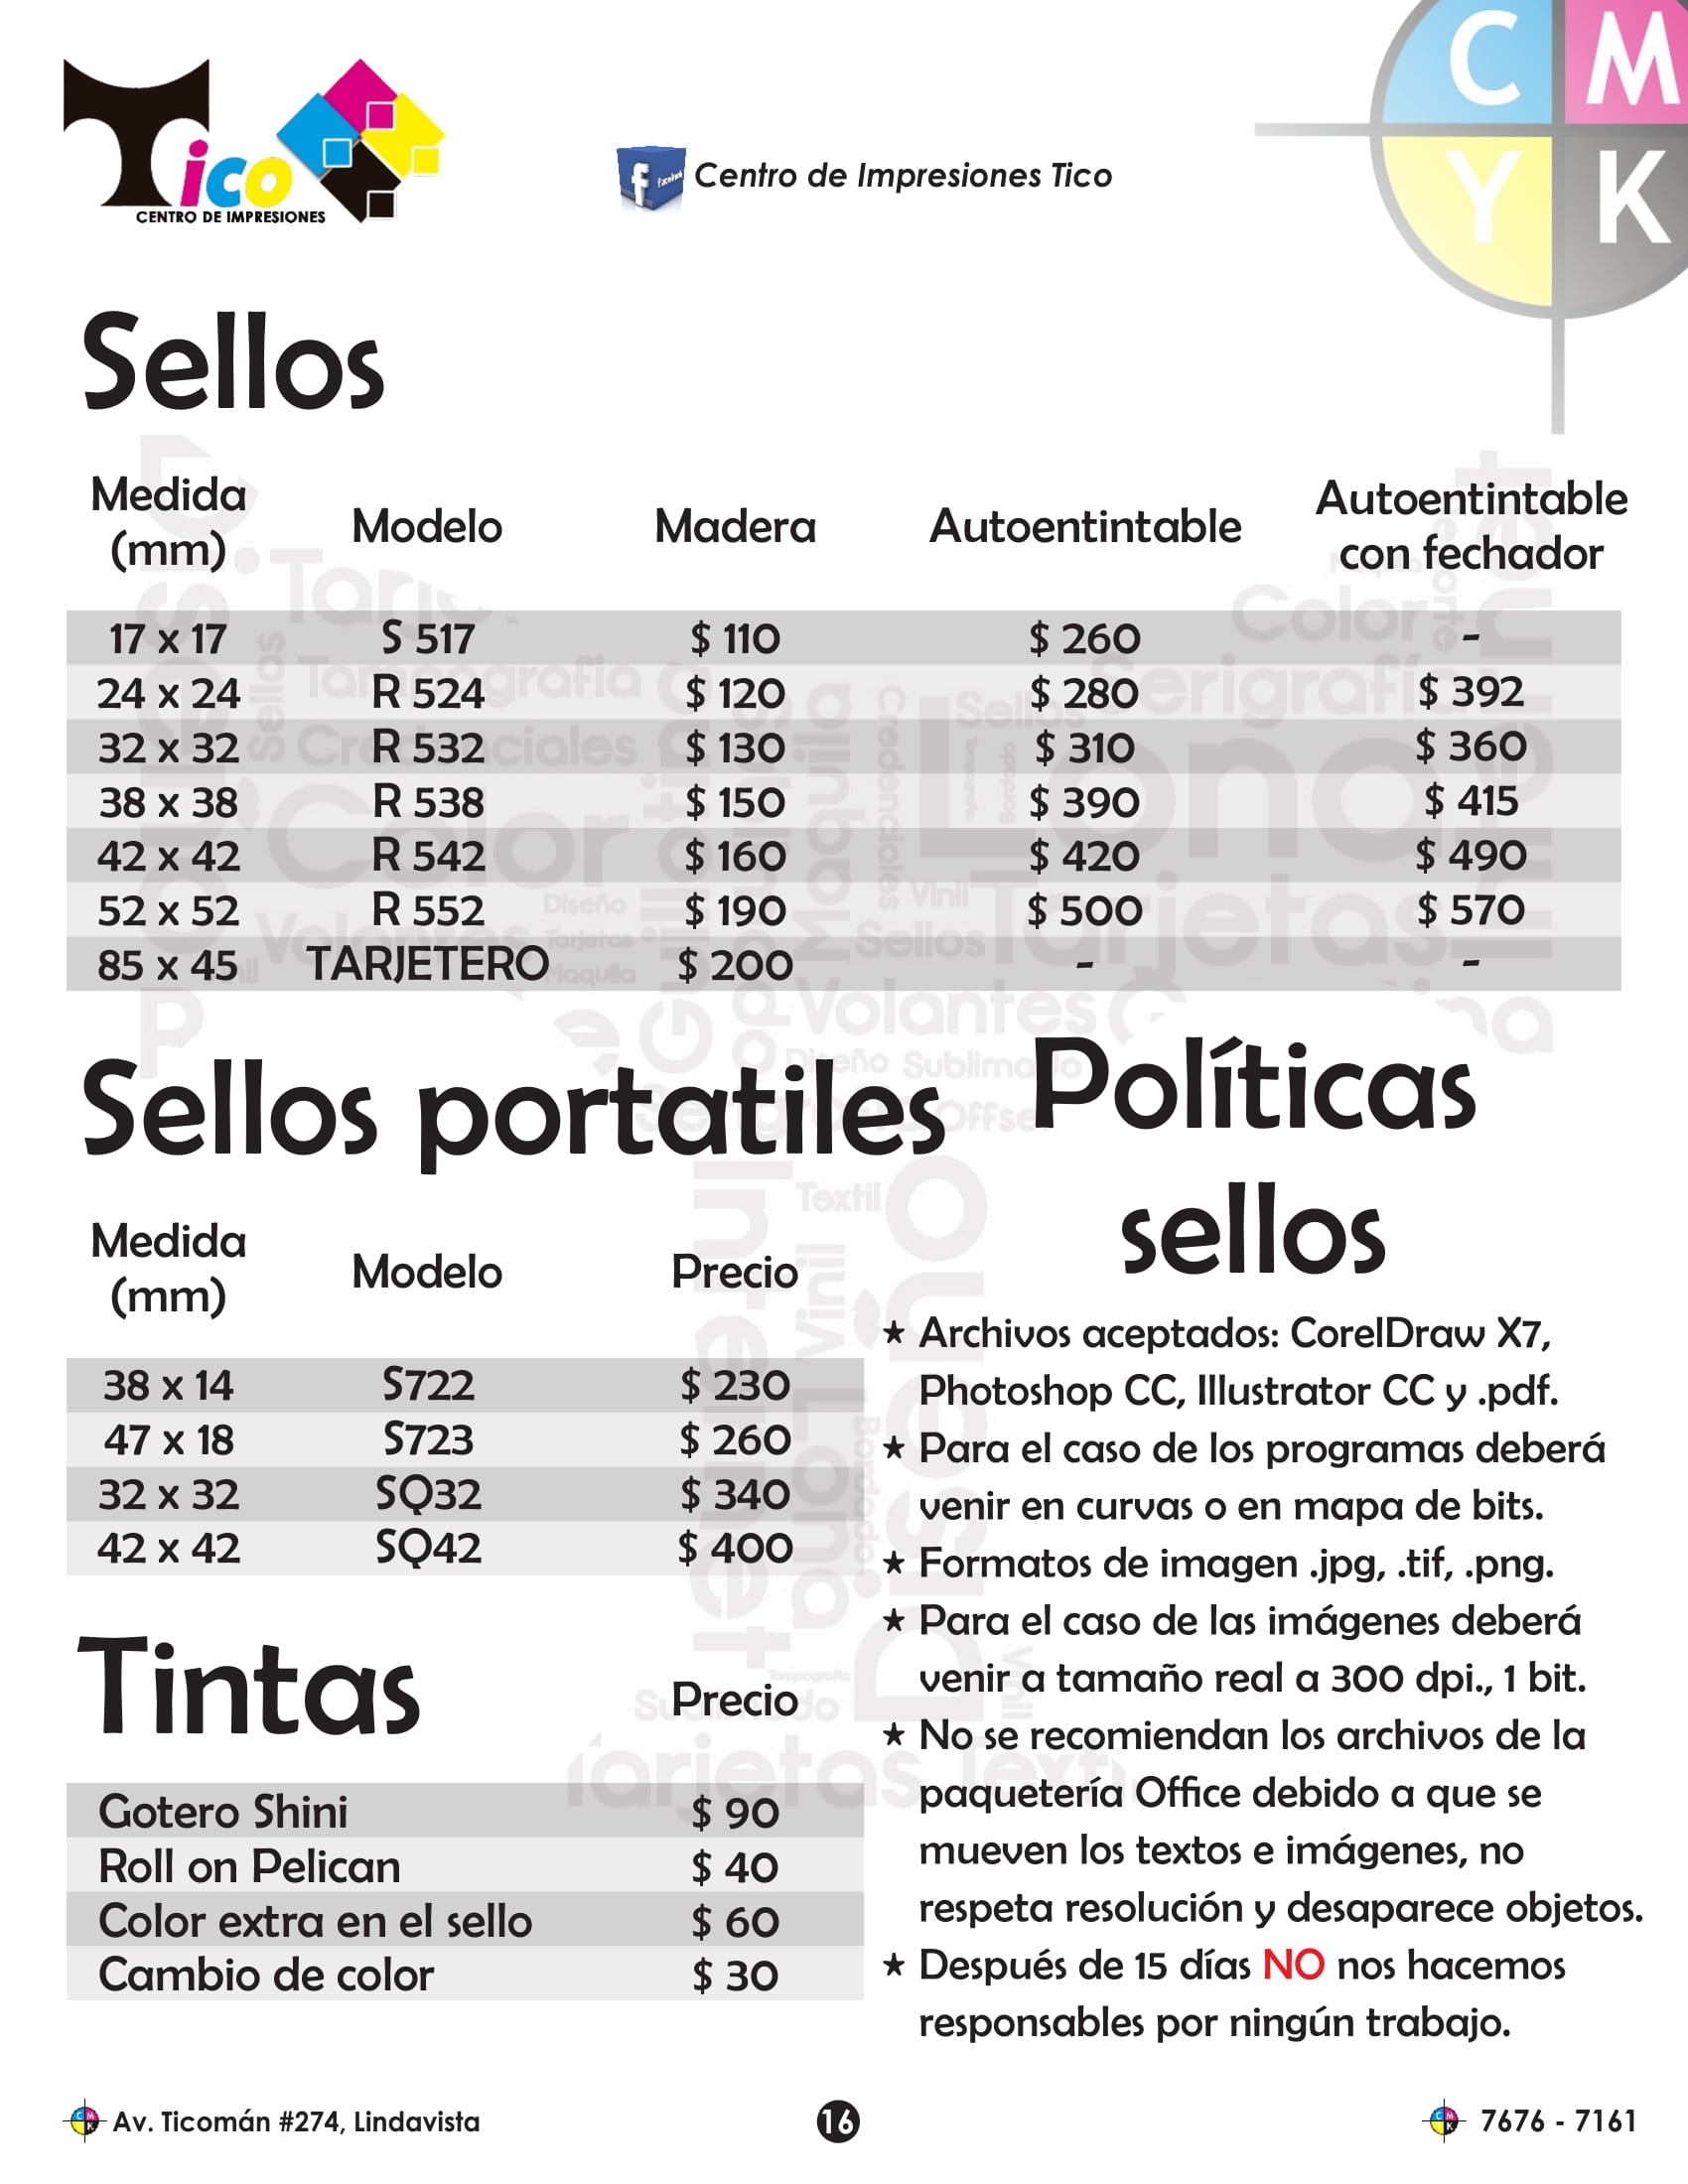 Tico
CENTRO DE IMPRESIONES
facebook
Centro de Impresiones Tico
C M
Y K
Sellos
Medida (mm) Modelo Madera Autoentintable Autoentintable con fechador
17 x 17 S 517 $ 110 $ 260 -
24 x 24 R 524 $ 120 $ 280 $ 392
32 x 32 R 532 $ 130 $ 310 $ 360
38 x 38 R 538 $ 150 $ 390 $ 415
42 x 42 R 542 $ 160 $ 420 $ 490
52 x 52 R 552 $ 190 $ 500 $ 570
85 x 45 TARJETERO $ 200 - -
Sellos portatiles
Medida (mm) Modelo Precio
38 x 14 S722 $ 230
47 x 18 S723 $ 260
32 x 32 SQ32 $ 340
42 x 42 SQ42 $ 400
Tintas Precio
Gotero Shini $ 90
Roll on Pelican $ 40
Color extra en el sello $ 60
Cambio de color $ 30
Políticas
sellos
★ Archivos aceptados: CorelDraw X7,
Photoshop CC, Illustrator CC y .pdf.
★ Para el caso de los programas deberá
venir en curvas o en mapa de bits.
★ Formatos de imagen .jpg, .tif, .png.
★ Para el caso de las imágenes deberá
venir a tamaño real a 300 dpi., 1 bit.
★ No se recomiendan los archivos de la
paquetería Office debido a que se
mueven los textos e imágenes, no
respeta resolución y desaparece objetos.
★ Después de 15 días NO nos hacemos
responsables por ningún trabajo.
Av. Ticomán #274, Lindavista
16
7676 - 7161